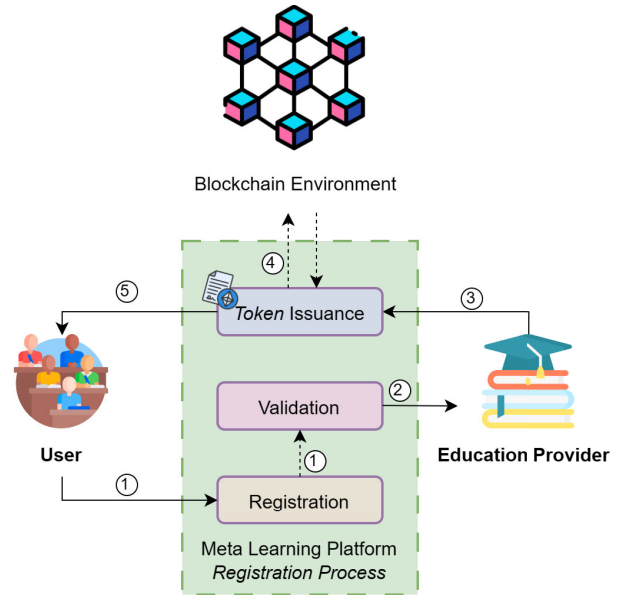 Blockchain Environment
4
5
3
Token Issuance
2
Validation
User
Education Provider
1
1
Registration
Meta Learning Platform
Registration Process